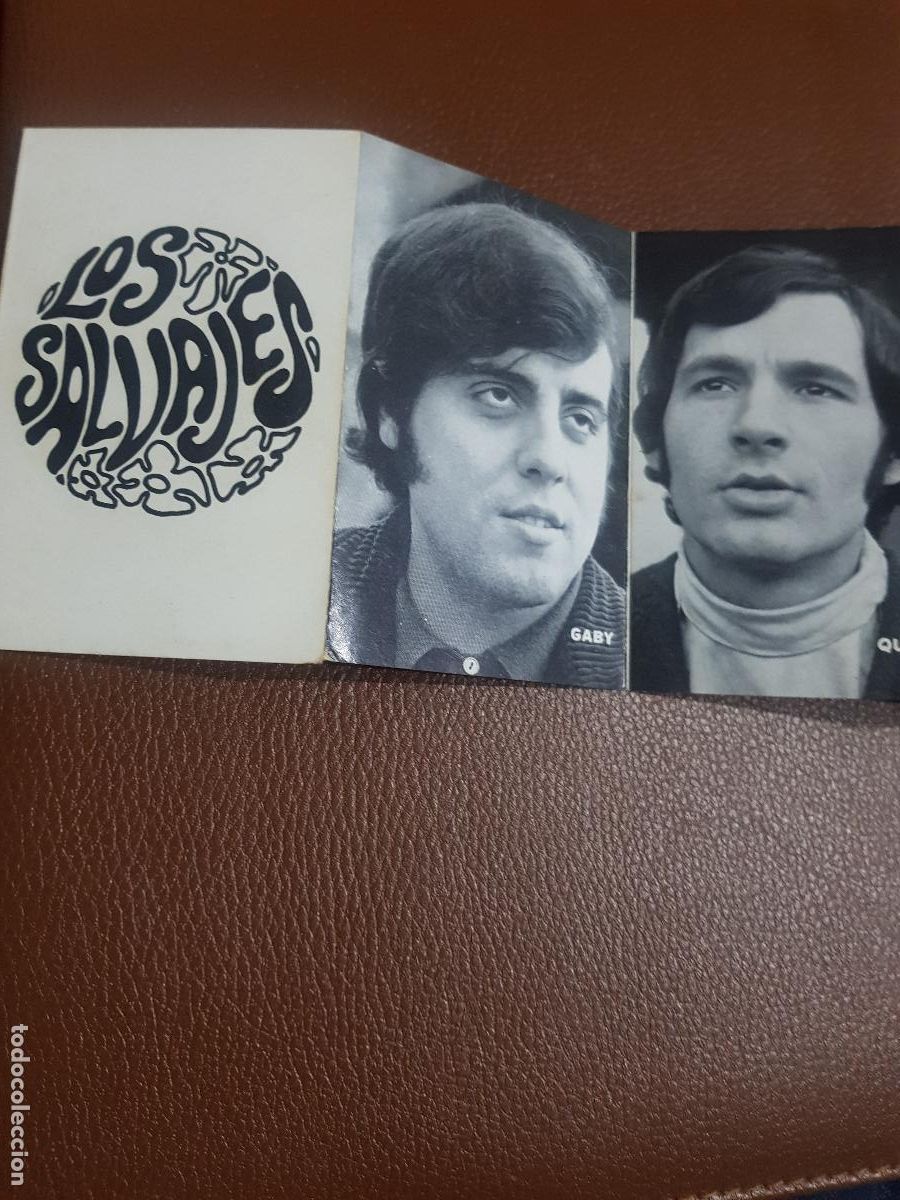 LOS
SALVAJES
GABY
QU
todocoleccion